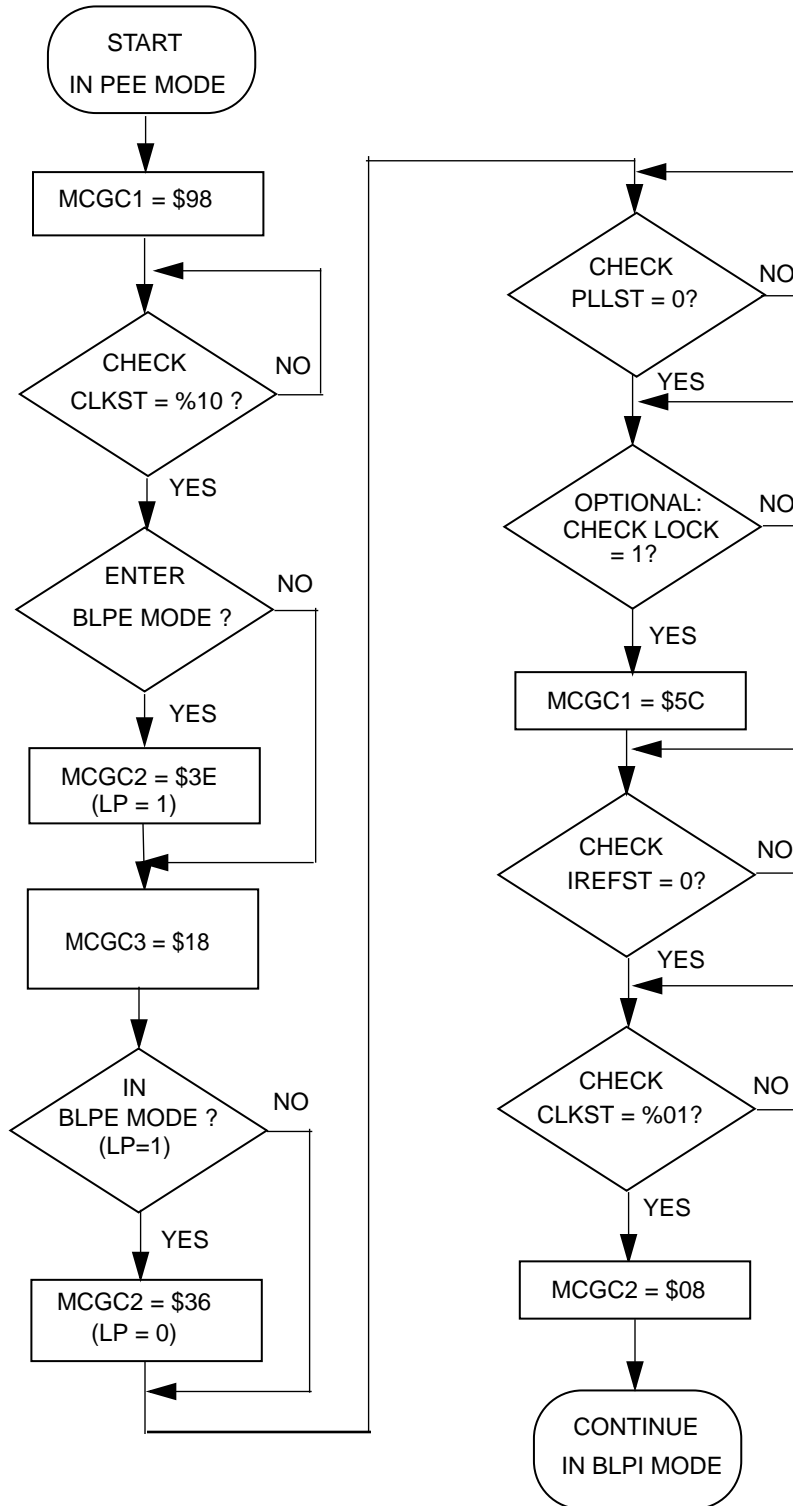 START
IN PEE MODE
MCGC1 = $98
CHECK
CLKST = %10 ?
NO
YES
ENTER
BLPE MODE ?
NO
YES
MCGC2 = $3E
(LP = 1)
MCGC3 = $18
IN
BLPE MODE ?
(LP=1)
NO
YES
MCGC2 = $36
(LP = 0)
CHECK
PLLST = 0?
NO
YES
OPTIONAL:
CHECK LOCK
= 1?
NO
YES
MCGC1 = $5C
CHECK
IREFST = 0?
NO
YES
CHECK
CLKST = %01?
NO
YES
MCGC2 = $08
CONTINUE
IN BLPI MODE